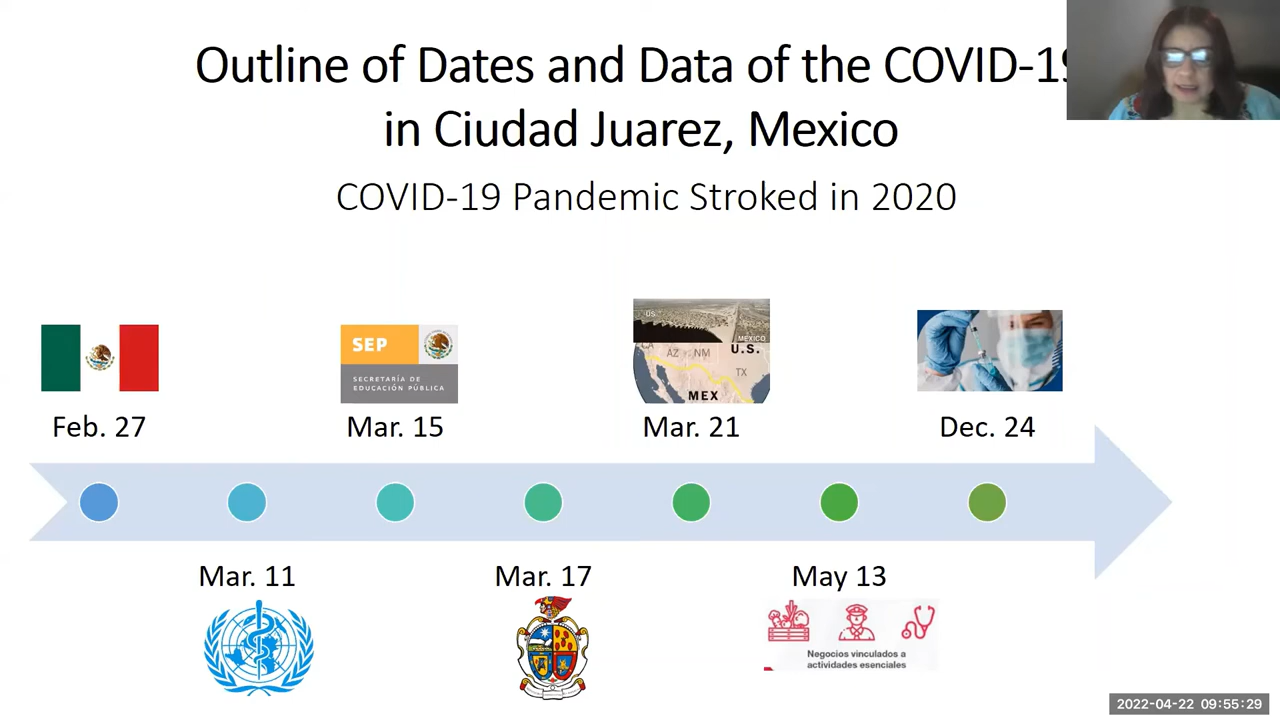 Outline of Dates and Data of the COVID-19
in Ciudad Juarez, Mexico
COVID-19 Pandemic Stroked in 2020
SEP
SECRETARÍA DE
EDUCACIÓN PÚBLICA
US.
MEXICO
AZ NM U.S.
TX
MEX
Feb. 27
Mar. 15
Mar. 21
Dec. 24
Mar. 11
Mar. 17
May 13
Negocios vinculados a
actividades esenciales
2022-04-22 09:55:29